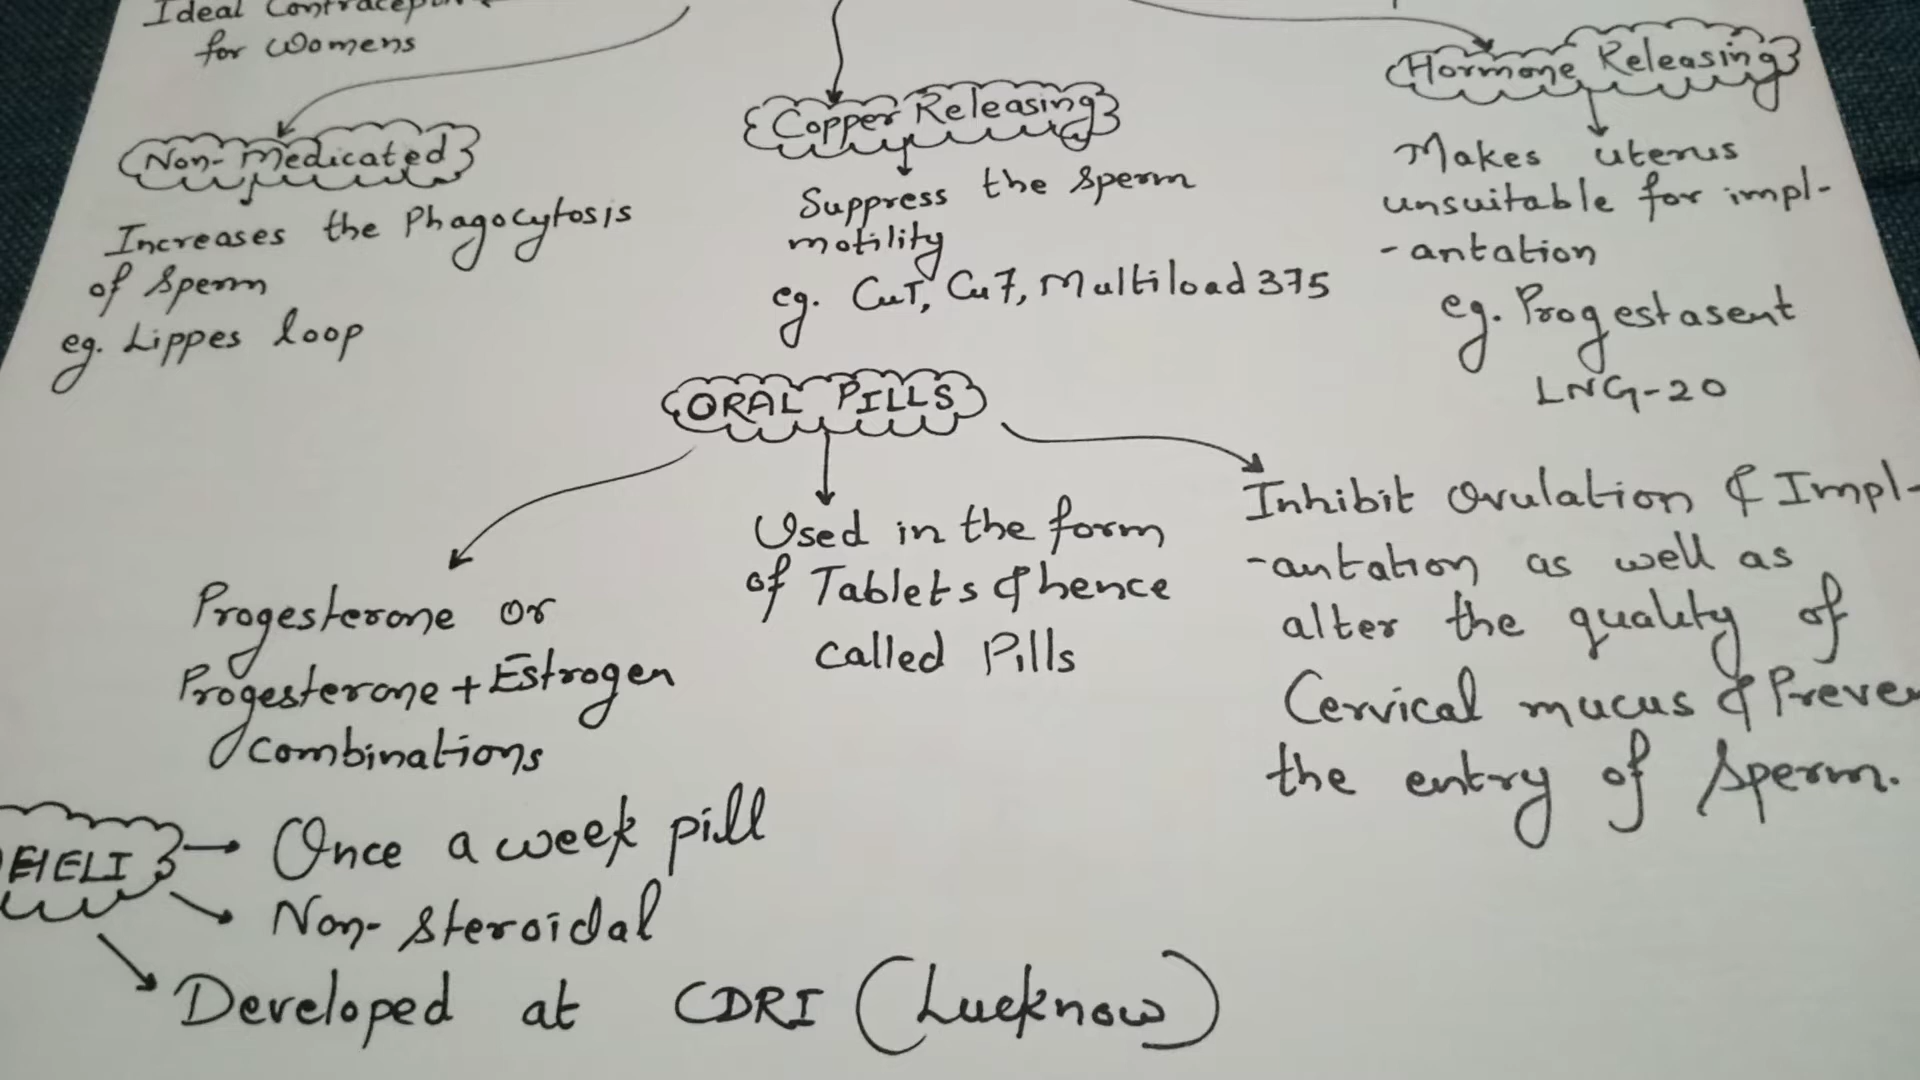 Ideal
for Womens
Non-Medicated
Increases the Phagocytosis
of Sperm
eg. Lippes loop
Copper Releasing
Suppress the Sperm
motility
eg. CuT, Cu7, Multiload 375
Hormone Releasing
Makes uterus
unsuitable for impl-
-antation
eg. Progestasent
LNG-20
ORAL PILLS
Progesterone or
Progesterone + Estrogen
combinations
Used in the form
of Tablets & hence
called Pills
Inhibit Ovulation & Impl-
-antation as well as
alter the quality of
Cervical mucus &
the entry of Sperm.
Once a week pill
Non-Steroidal
Developed at CDRI (Lucknow)